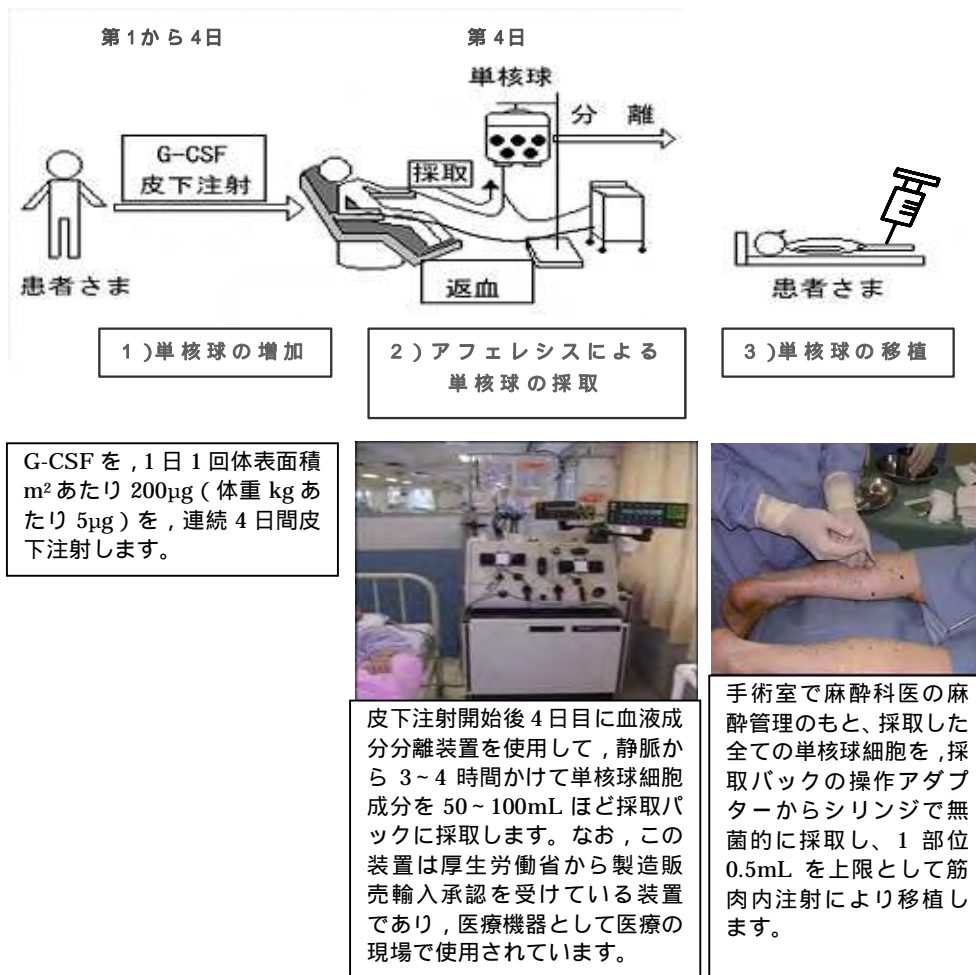 第1から4日
第4日
単核球
分 離
G-CSF
皮下注射
採取
返血
患者さま
患者さま
1)単核球の増加
2)アフェレシスによる
単核球の採取
3)単核球の移植
G-CSF を,1日1回体表面積
m²あたり 200μg(体重 kg あ
たり 5μg)を,連続 4 日間皮
下注射します。
皮下注射開始後 4 日目に血液成
分分離装置を使用して,静脈か
ら 3~4 時間かけて単核球細胞
成分を 50~100mL ほど採取パ
ックに採取します。なお,この
装置は厚生労働省から製造販
売輸入承認を受けている装置
であり,医療機器として医療の
現場で使用されています。
手術室で麻酔科医の麻
酔管理のもと、採取した
全ての単核球細胞を,採
取バックの操作アダプ
ターからシリンジで無
菌的に採取し、1 部位
0.5mL を上限として筋
肉内注射により移植し
ます。